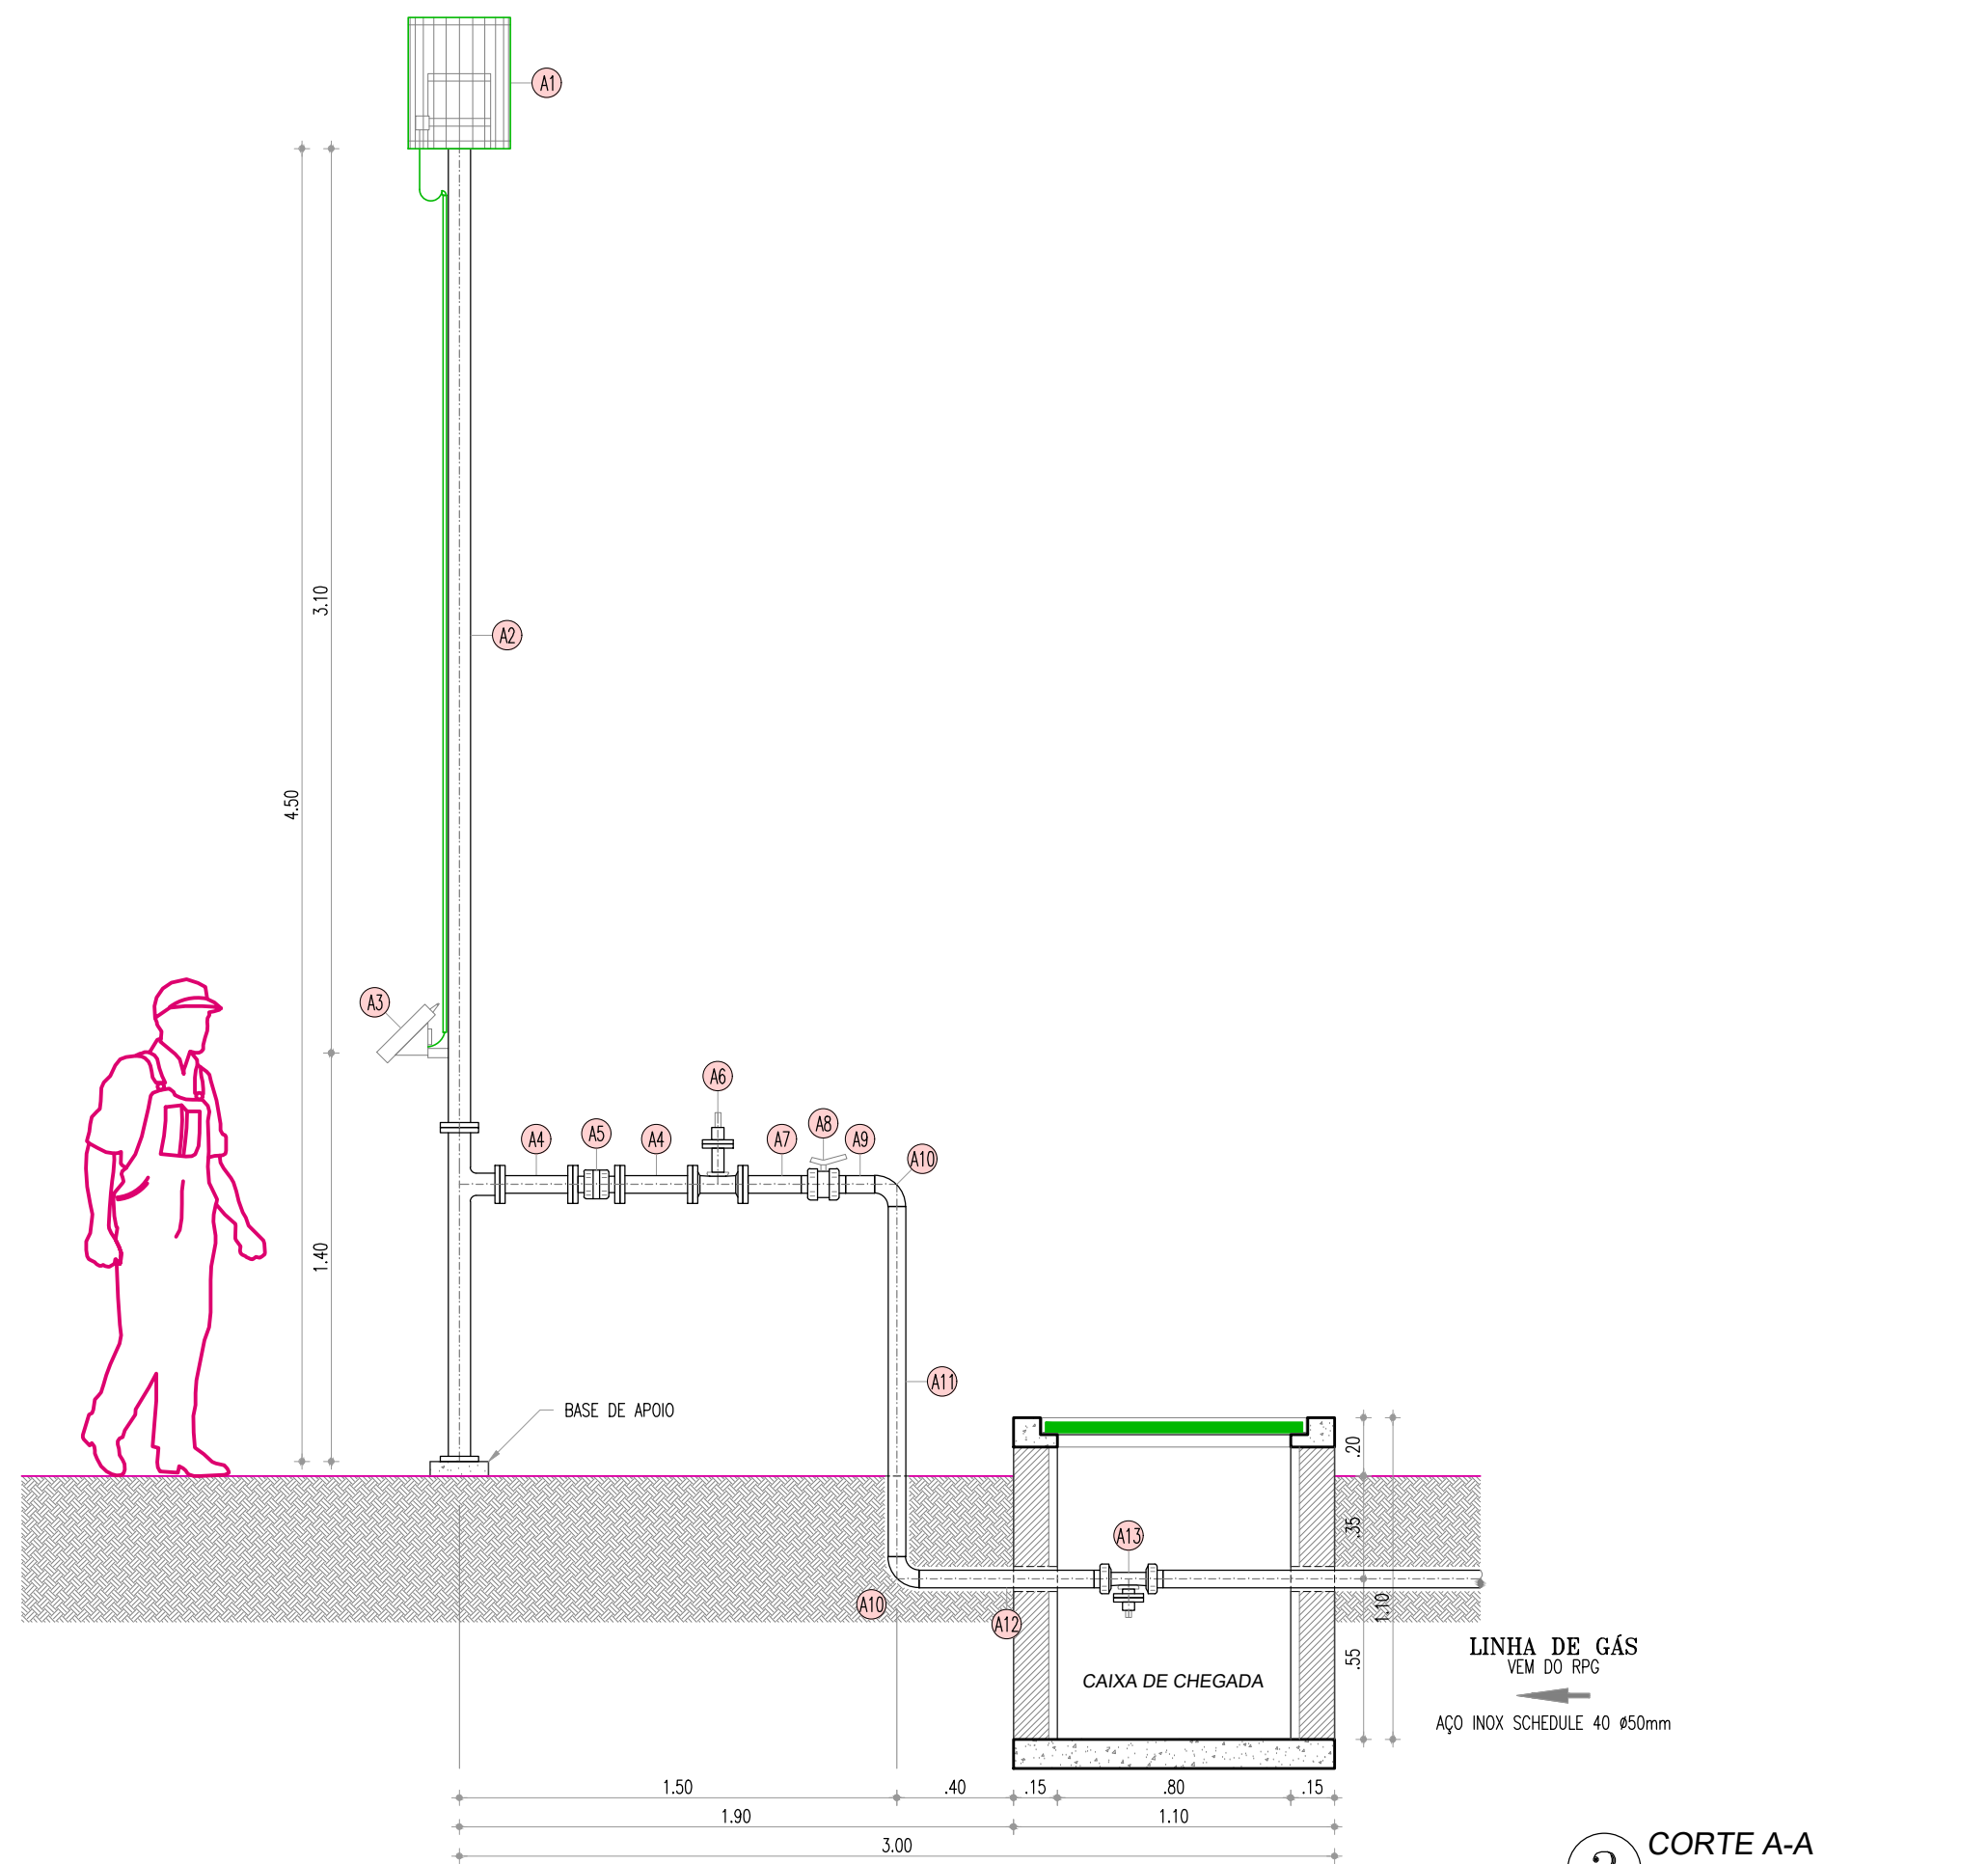 A1
3.10
A2
4.50
A3
A6
A8
A4
A5
A4
A7
A9
A10
1.40
A11
BASE DE APOIO
.20
.35
A13
A10
A12
1.10
LINHA DE GÁS
VEM DO RPG
.55
CAIXA DE CHEGADA
AÇO INOX SCHEDULE 40 Ø50mm
1.50
.40
.15
.80
.15
1.90
1.10
3.00
CORTE A-A